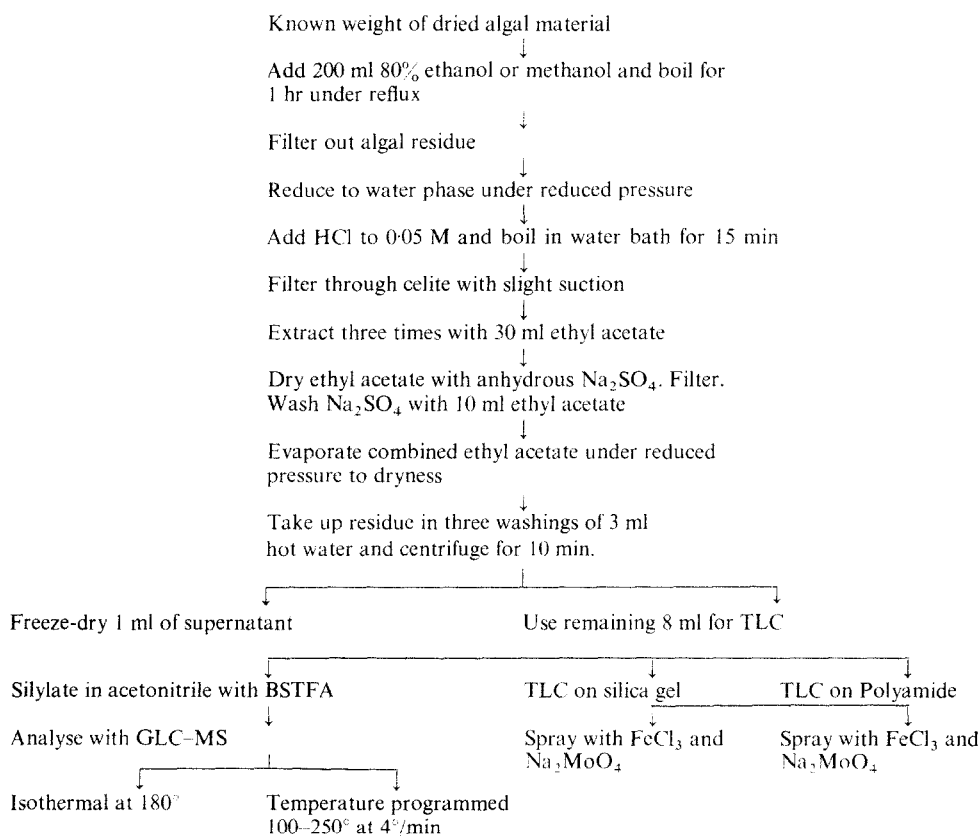 Known weight of dried algal material
Add 200 ml 80% ethanol or methanol and boil for
1 hr under reflux
Filter out algal residue
Reduce to water phase under reduced pressure
Add HCl to 0·05 M and boil in water bath for 15 min
Filter through celite with slight suction
Extract three times with 30 ml ethyl acetate
Dry ethyl acetate with anhydrous Na₂SO₄. Filter.
Wash Na₂SO₄ with 10 ml ethyl acetate
Evaporate combined ethyl acetate under reduced
pressure to dryness
Take up residue in three washings of 3 ml
hot water and centrifuge for 10 min.
Freeze-dry 1 ml of supernatant
Use remaining 8 ml for TLC
Silylate in acetonitrile with BSTFA
TLC on silica gel
TLC on Polyamide
Analyse with GLC–MS
Spray with FeCl₃ and
Na₂MoO₄
Spray with FeCl₃ and
Na₂MoO₄
Isothermal at 180°
Temperature programmed
100–250° at 4°/min